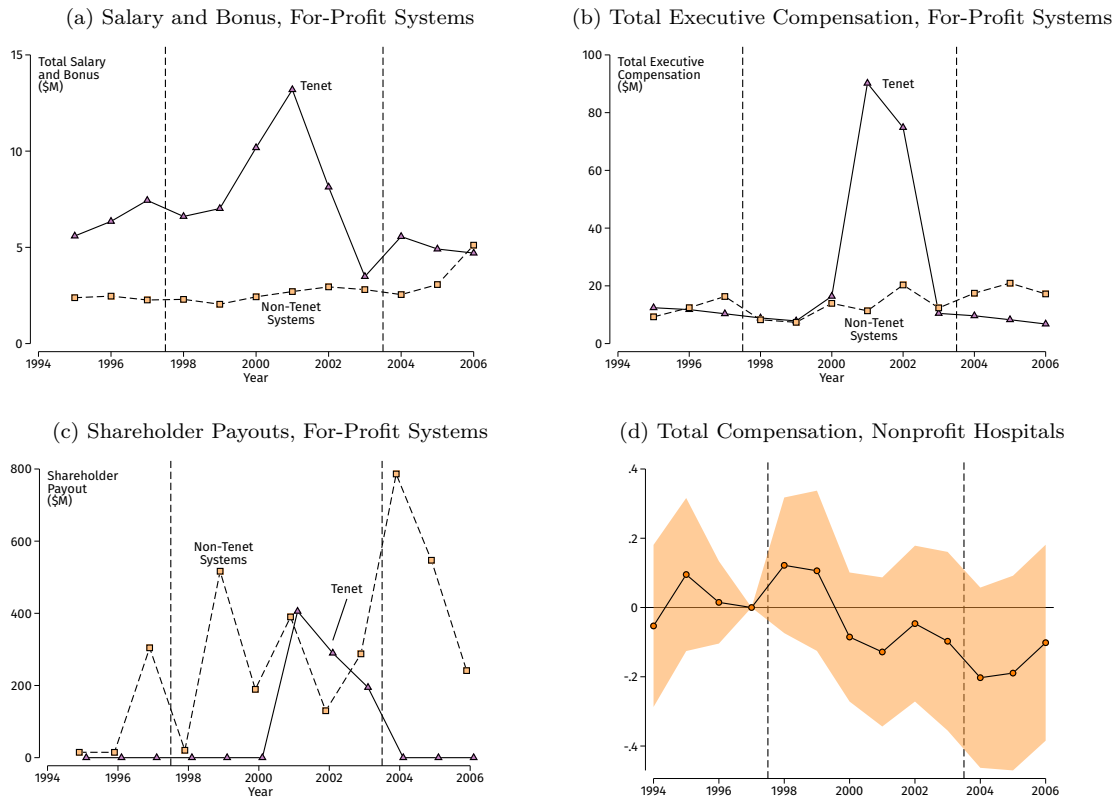 (a) Salary and Bonus, For-Profit Systems
15
10
5
0
Total Salary
and Bonus
($M)
Tenet
Non-Tenet
Systems
1994 1996 1998 2000 2002 2004 2006
Year
(b) Total Executive Compensation, For-Profit Systems
100
80
60
40
20
0
Total Executive
Compensation
($M)
Tenet
Non-Tenet
Systems
1994 1996 1998 2000 2002 2004 2006
Year
(c) Shareholder Payouts, For-Profit Systems
800
600
400
200
0
Shareholder
Payout
($M)
Non-Tenet
Systems
Tenet
1994 1996 1998 2000 2002 2004 2006
Year
(d) Total Compensation, Nonprofit Hospitals
.4
.2
0
-.2
-.4
1994 1996 1998 2000 2002 2004 2006